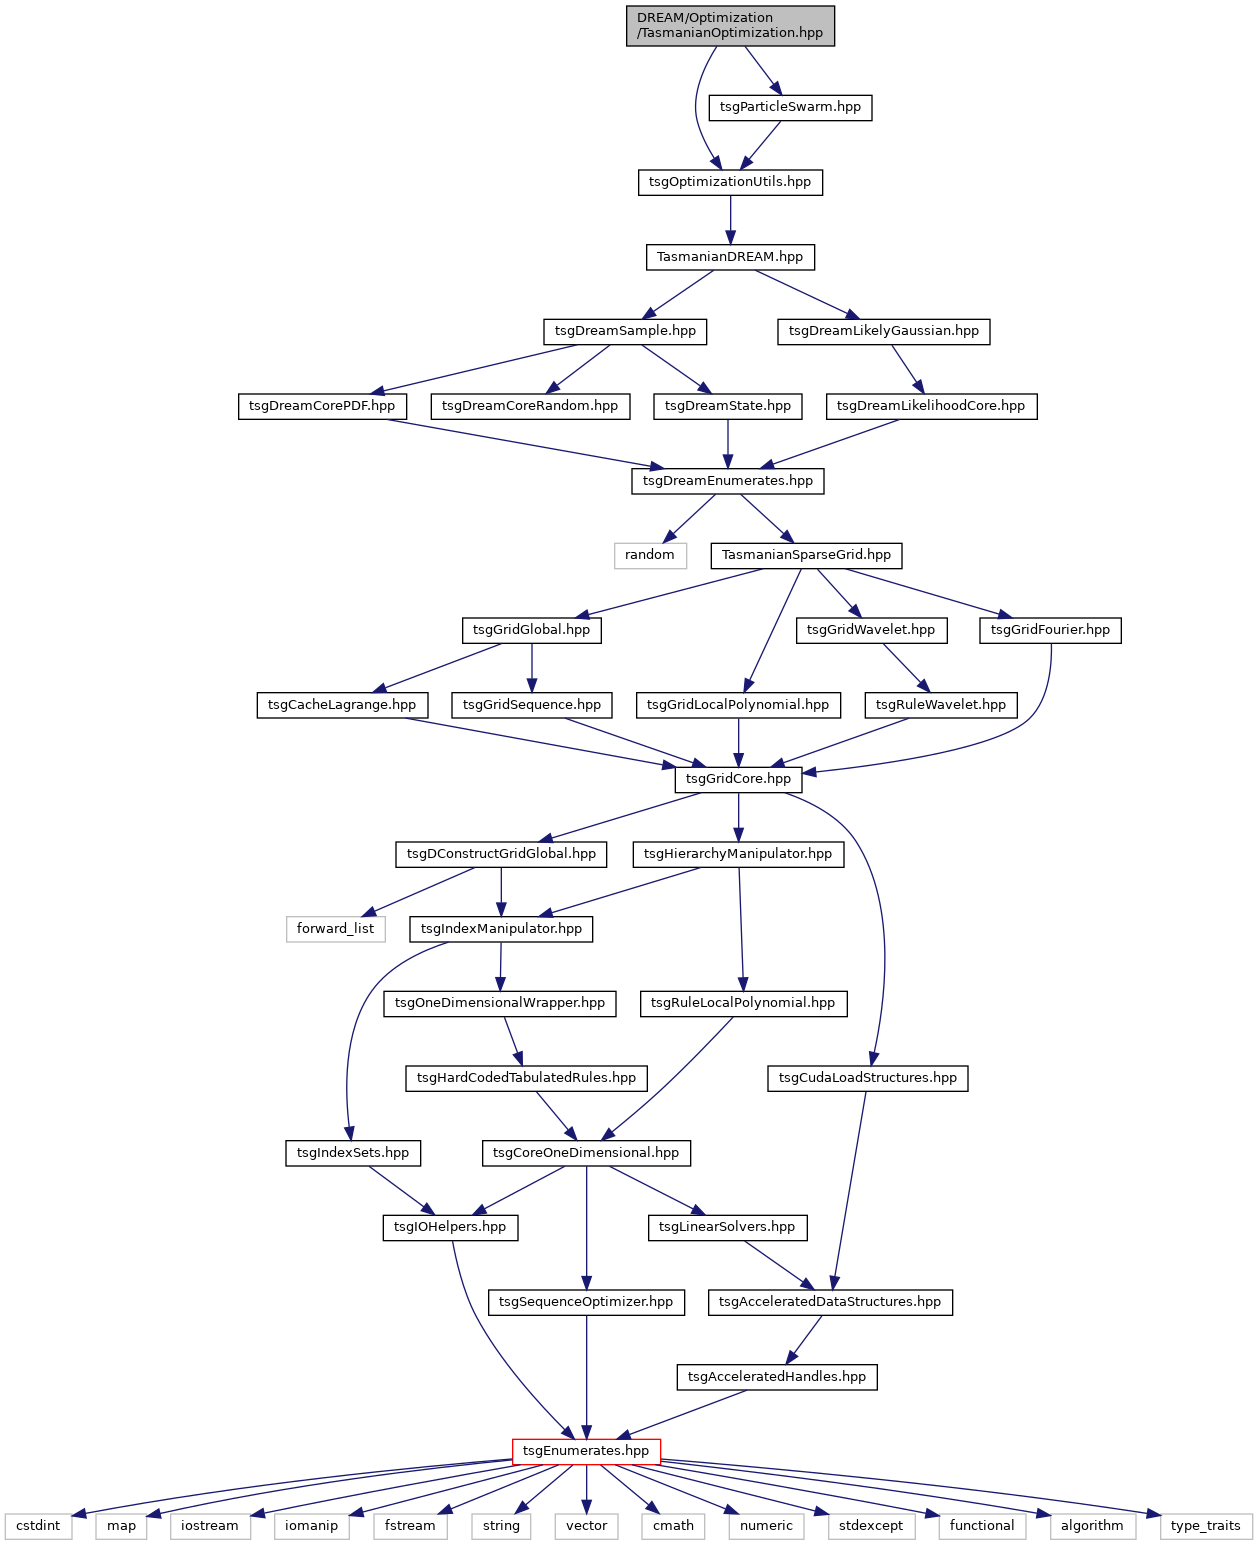 DREAM/Optimization
/TasmanianOptimization.hpp
tsgParticleSwarm.hpp
tsgOptimizationUtils.hpp
TasmanianDREAM.hpp
tsgDreamSample.hpp
tsgDreamLikelyGaussian.hpp
tsgDreamCorePDF.hpp
tsgDreamCoreRandom.hpp
tsgDreamState.hpp
tsgDreamLikelihoodCore.hpp
tsgDreamEnumerates.hpp
random
TasmanianSparseGrid.hpp
tsgGridGlobal.hpp
tsgGridWavelet.hpp
tsgGridFourier.hpp
tsgCacheLagrange.hpp
tsgGridSequence.hpp
tsgGridLocalPolynomial.hpp
tsgRuleWavelet.hpp
tsgGridCore.hpp
tsgDConstructGridGlobal.hpp
tsgHierarchyManipulator.hpp
forward_list
tsgIndexManipulator.hpp
tsgOneDimensionalWrapper.hpp
tsgRuleLocalPolynomial.hpp
tsgHardCodedTabulatedRules.hpp
tsgCudaLoadStructures.hpp
tsgIndexSets.hpp
tsgCoreOneDimensional.hpp
tsgIOHelpers.hpp
tsgLinearSolvers.hpp
tsgSequenceOptimizer.hpp
tsgAcceleratedDataStructures.hpp
tsgAcceleratedHandles.hpp
tsgEnumerates.hpp
cstdint
map
iostream
iomanip
fstream
string
vector
cmath
numeric
stdexcept
functional
algorithm
type_traits